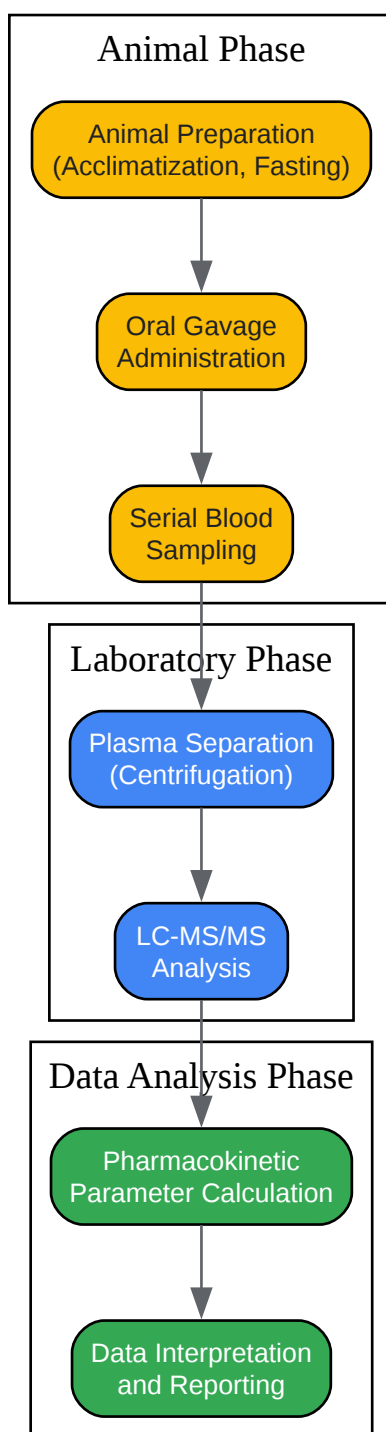 Animal Phase
Animal Preparation
(Acclimatization, Fasting)
Oral Gavage
Administration
Serial Blood
Sampling
Laboratory Phase
Plasma Separation
(Centrifugation)
LC-MS/MS
Analysis
Data Analysis Phase
Pharmacokinetic
Parameter Calculation
Data Interpretation
and Reporting